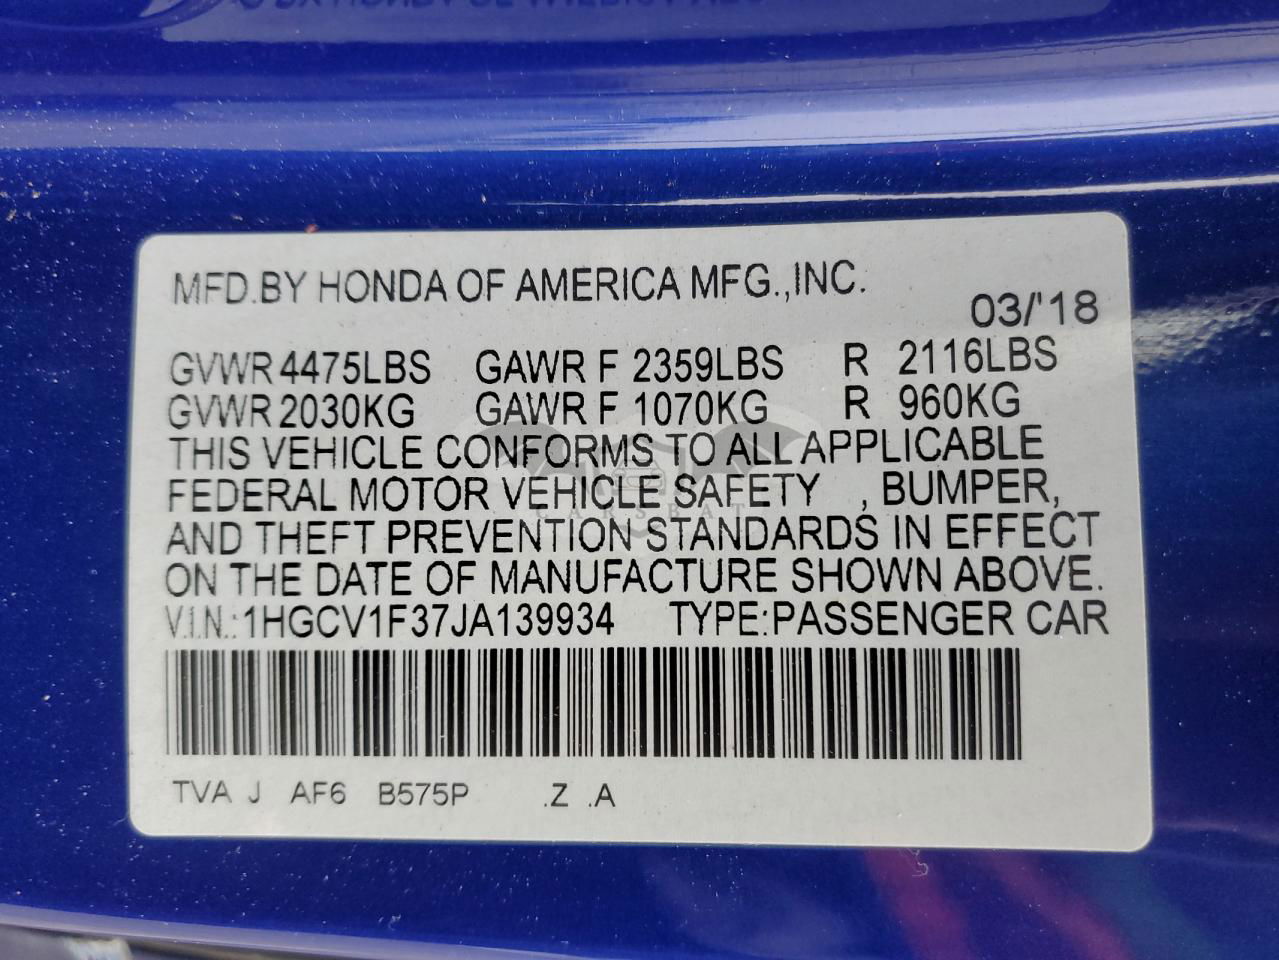 MFD.BY HONDA OF AMERICA MFG.,INC.
03/'18
GVWR 4475LBS GAWR F 2359LBS R 2116LBS
GVWR 2030KG GAWR F 1070KG R 960KG
THIS VEHICLE CONFORMS TO ALL APPLICABLE
FEDERAL MOTOR VEHICLE SAFETY , BUMPER,
CARSBAT
AND THEFT PREVENTION STANDARDS IN EFFECT
ON THE DATE OF MANUFACTURE SHOWN ABOVE.
V.I.N.:1HGCV1F37JA139934 TYPE:PASSENGER CAR
TVA J AF6 B575P .Z .A